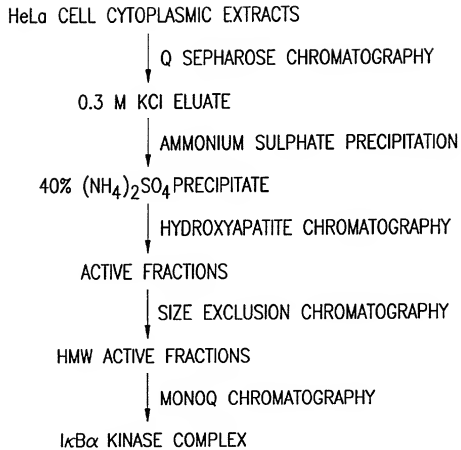 HeLa CELL CYTOPLASMIC EXTRACTS
Q SEPHAROSE CHROMATOGRAPHY
0.3 M KCl ELUATE
AMMONIUM SULPHATE PRECIPITATION
40% (NH4)2SO4 PRECIPITATE
HYDROXYAPATITE CHROMATOGRAPHY
ACTIVE FRACTIONS
SIZE EXCLUSION CHROMATOGRAPHY
HMW ACTIVE FRACTIONS
MONOQ CHROMATOGRAPHY
IκBα KINASE COMPLEX